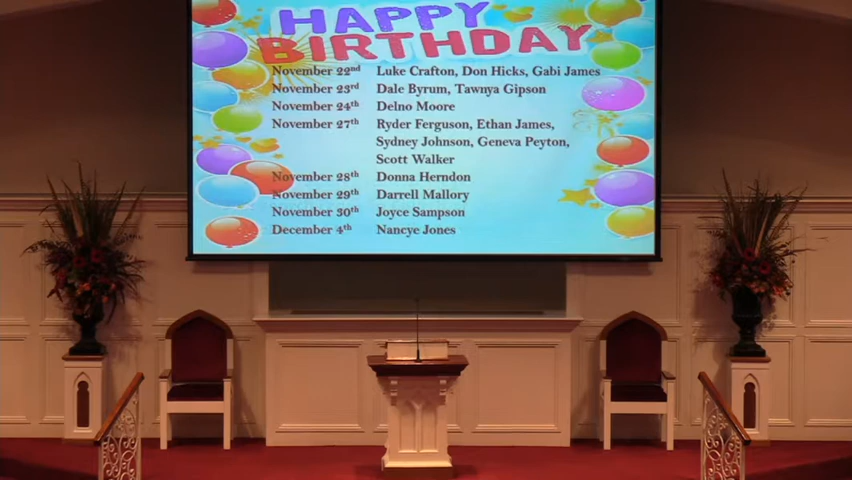 HAPPY
BIRTHDAY
November 22nd Luke Crafton, Don Hicks, Gabi James
November 23rd Dale Byrum, Tawnya Gipson
November 24th Delno Moore
November 27th Ryder Ferguson, Ethan James,
Sydney Johnson, Geneva Peyton,
Scott Walker
November 28th Donna Herndon
November 29th Darrell Mallory
November 30th Joyce Sampson
December 4th Nancye Jones